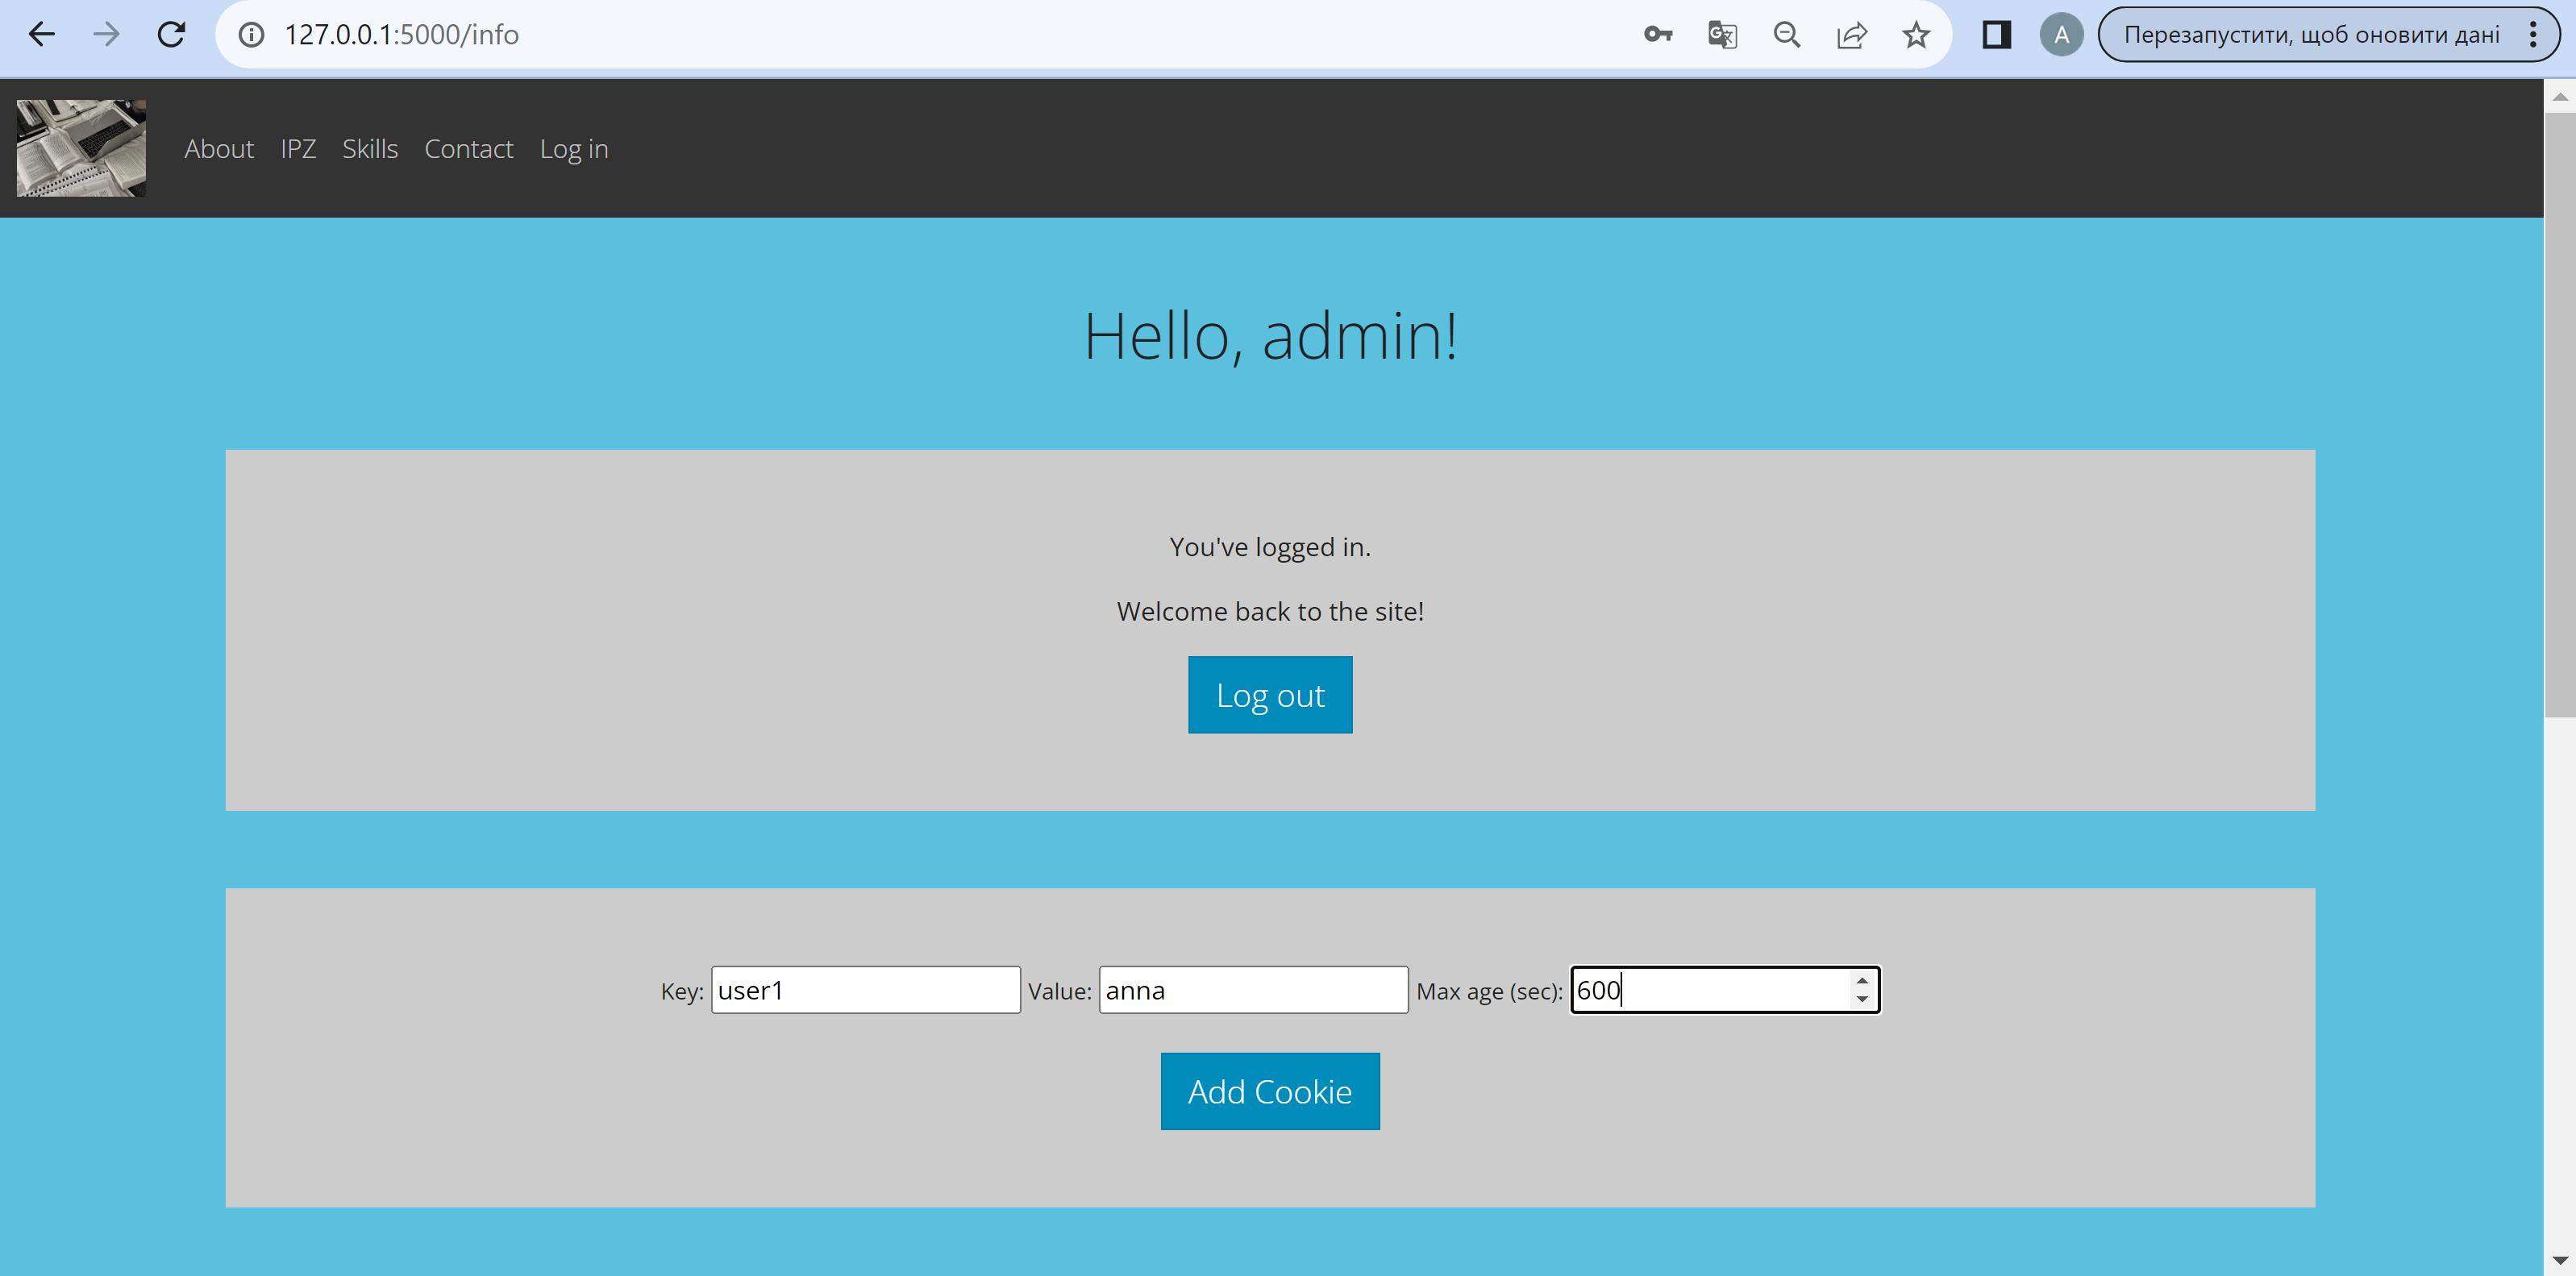 127.0.0.1:5000/info
A
Перезапустити, щоб оновити дані
About IPZ Skills Contact Log in
Hello, admin!
You've logged in.
Welcome back to the site!
Log out
Key: user1 Value: anna Max age (sec): 600
Add Cookie